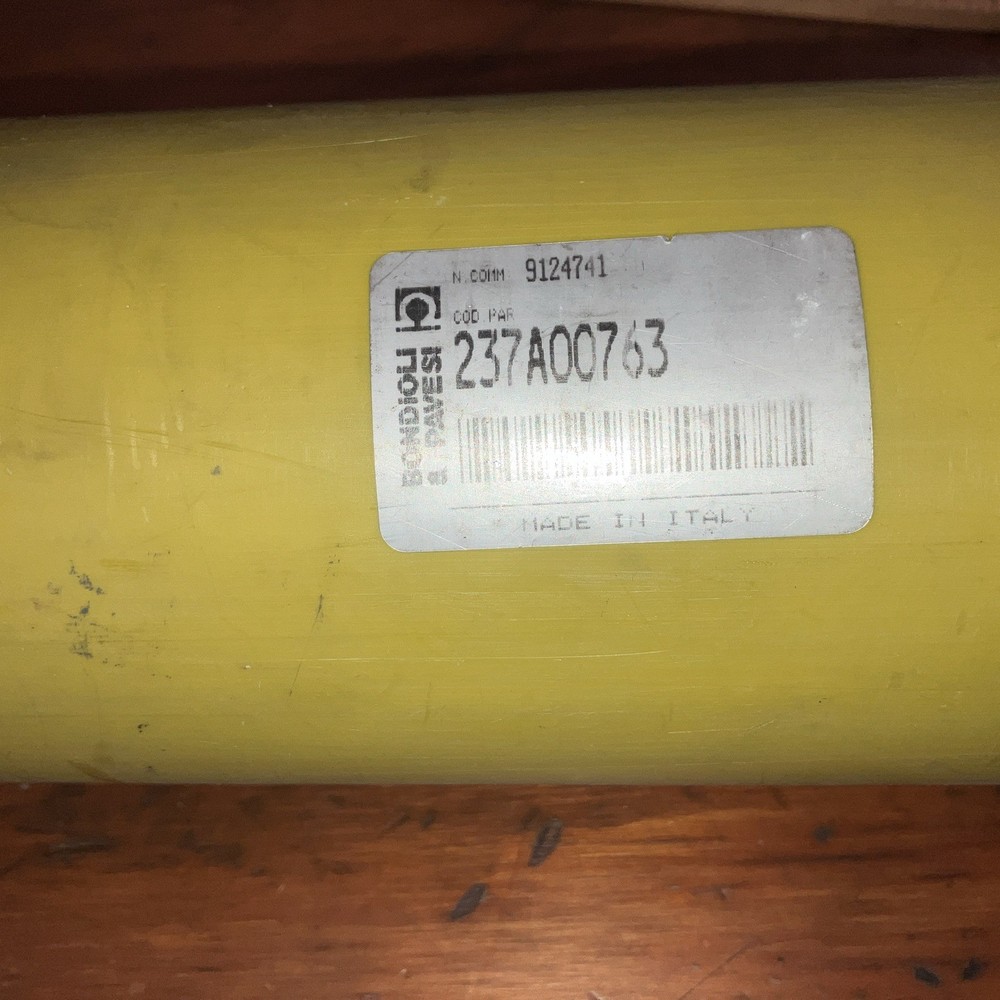 N.COMM 9124741
COD.PAR
237A00763
BONDIOLI
& PAVESI
MADE IN ITALY